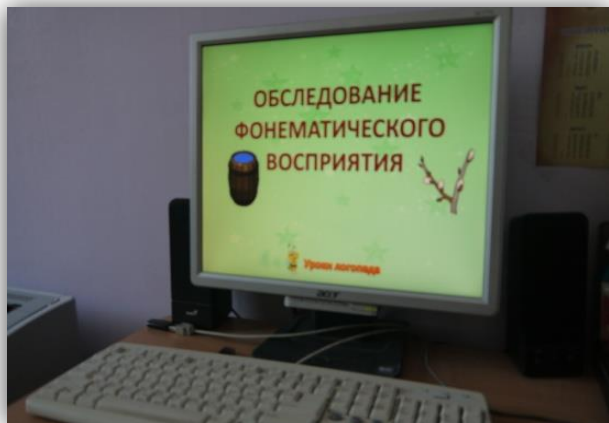 ОБСЛЕДОВАНИЕ
ФОНЕМАТИЧЕСКОГО
ВОСПРИЯТИЯ
Уроки логопеда
acer